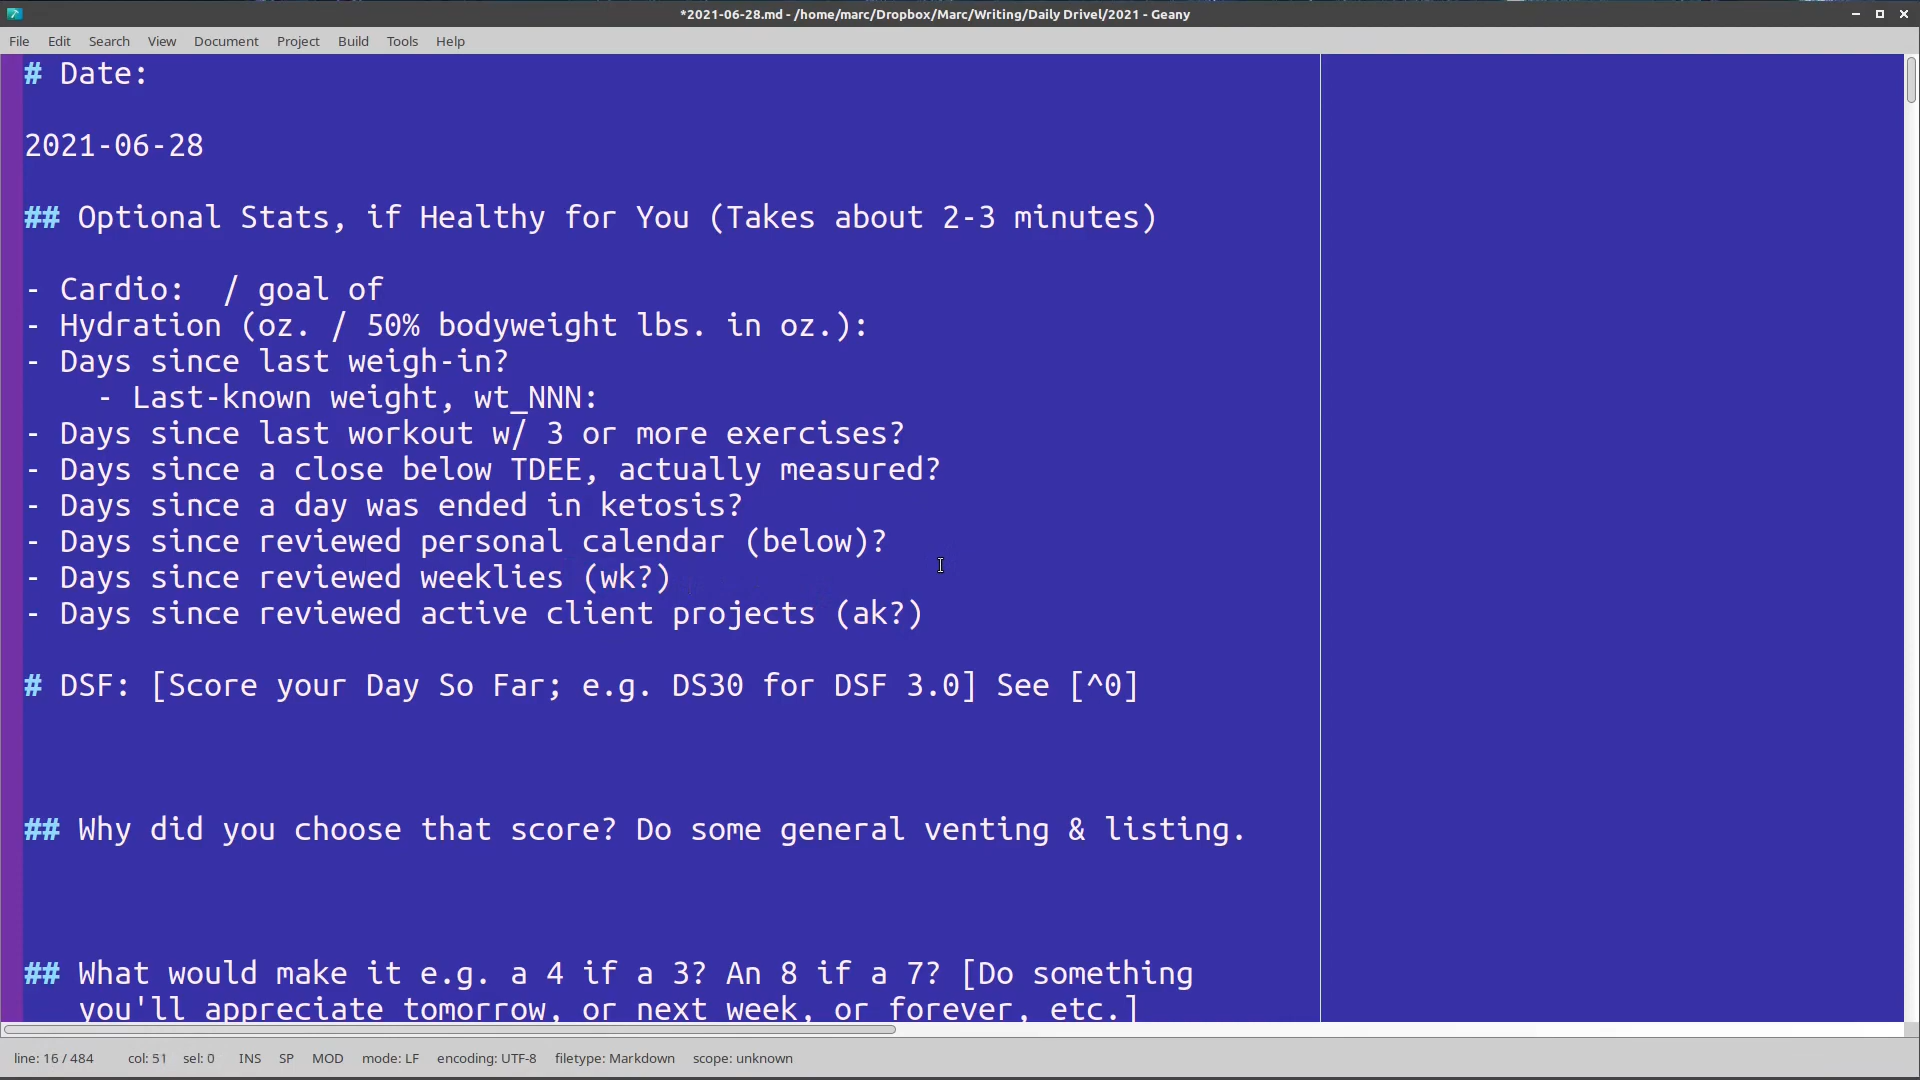 *2021-06-28.md - /home/marc/Dropbox/Marc/Writing/Daily Drivel/2021 - Geany
File Edit Search View Document Project Build Tools Help
# Date:
2021-06-28
## Optional Stats, if Healthy for You (Takes about 2-3 minutes)
- Cardio:  / goal of
- Hydration (oz. / 50% bodyweight lbs. in oz.):
- Days since last weigh-in?
    - Last-known weight, wt_NNN:
- Days since last workout w/ 3 or more exercises?
- Days since a close below TDEE, actually measured?
- Days since a day was ended in ketosis?
- Days since reviewed personal calendar (below)?
- Days since reviewed weeklies (wk?)
- Days since reviewed active client projects (ak?)
# DSF: [Score your Day So Far; e.g. DS30 for DSF 3.0] See [^0]
## Why did you choose that score? Do some general venting & listing.
## What would make it e.g. a 4 if a 3? An 8 if a 7? [Do something
   you'll appreciate tomorrow, or next week, or forever, etc.]
line: 16 / 484 col: 51 sel: 0 INS SP MOD mode: LF encoding: UTF-8 filetype: Markdown scope: unknown